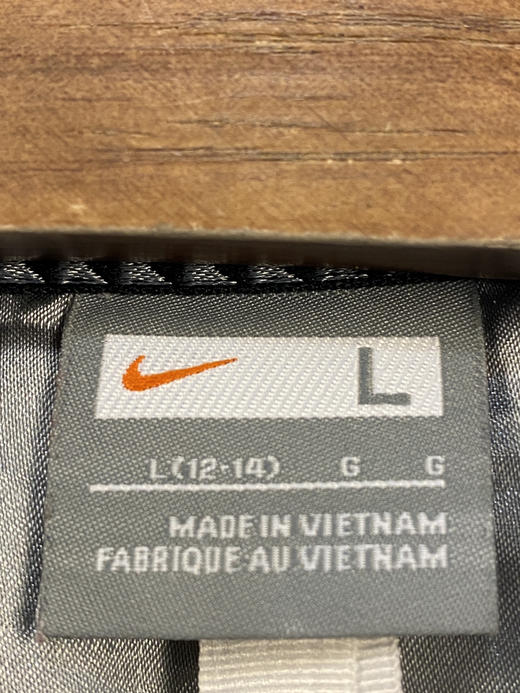 L
L(12-14) G G
MADE IN VIETNAM
FABRIQUE AU VIETNAM